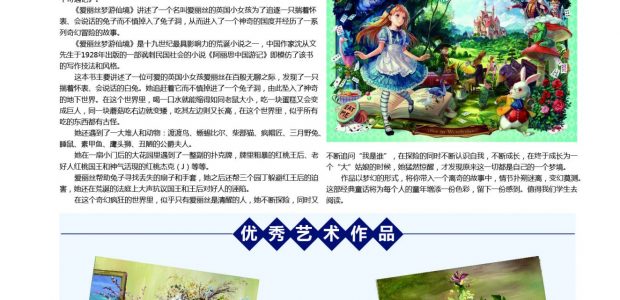 《爱丽丝梦游仙境》讲述了一个名叫爱丽丝的英国小女孩为了追逐一只揣着怀
表、会说话的兔子而不慎掉入了兔子洞，从而进入了一个神奇的国度并经历了一系
列奇幻冒险的故事。
《爱丽丝梦游仙境》是十九世纪最具影响力的荒诞小说之一，中国作家沈从文
先生于1928年出版的一部讽刺民国社会的小说《阿丽思中国游记》即模仿了该书
的写作技法和风格。
这本书主要讲述了一位可爱的英国小女孩爱丽丝在百般无聊之际，发现了一只
揣着怀表、会说话的白兔。她追赶着它而不慎掉进了一个兔子洞，由此坠入了神奇
的地下世界。在这个世界里，喝一口水就能缩得如同老鼠大小，吃一块蛋糕又会变
成巨人，同一块蘑菇吃右边就变矮，吃其左边则又长高，在这个世界里，似乎所有
吃的东西都有古怪。
她还遇到了一大堆人和动物：渡渡鸟、蜥蜴比尔、柴郡猫、疯帽匠、三月野兔、
睡鼠、素甲鱼、鹰头狮、丑陋的公爵夫人。
她在一扇小门后的大花园里遇到了一整副的扑克牌，牌里粗暴的红桃王后、老
好人红桃国王和神气活现的红桃杰克（J）等等。
爱丽丝帮助兔子寻找丢失的扇子和手套，她之后还帮三个园丁躲避红王后的迫
害，她还在荒诞的法庭上大声抗议国王和王后对好人的诬陷。
在这个奇幻疯狂的世界里，似乎只有爱丽丝是清醒的人，她不断探险，同时又
不断追问“我是谁”，在探险的同时不断认识自我，不断成长，在终于成长为一
个“大”姑娘的时候，她猛然惊醒，才发现原来这一切都是自己的一个梦境。
作品以梦幻的形式，将你带入一个离奇的故事中，情节扑朔迷离，变幻莫测。
这部经典童话将为每个人的童年增添一份色彩，留下一份感到。值得我们学生去
阅读。
优秀艺术作品